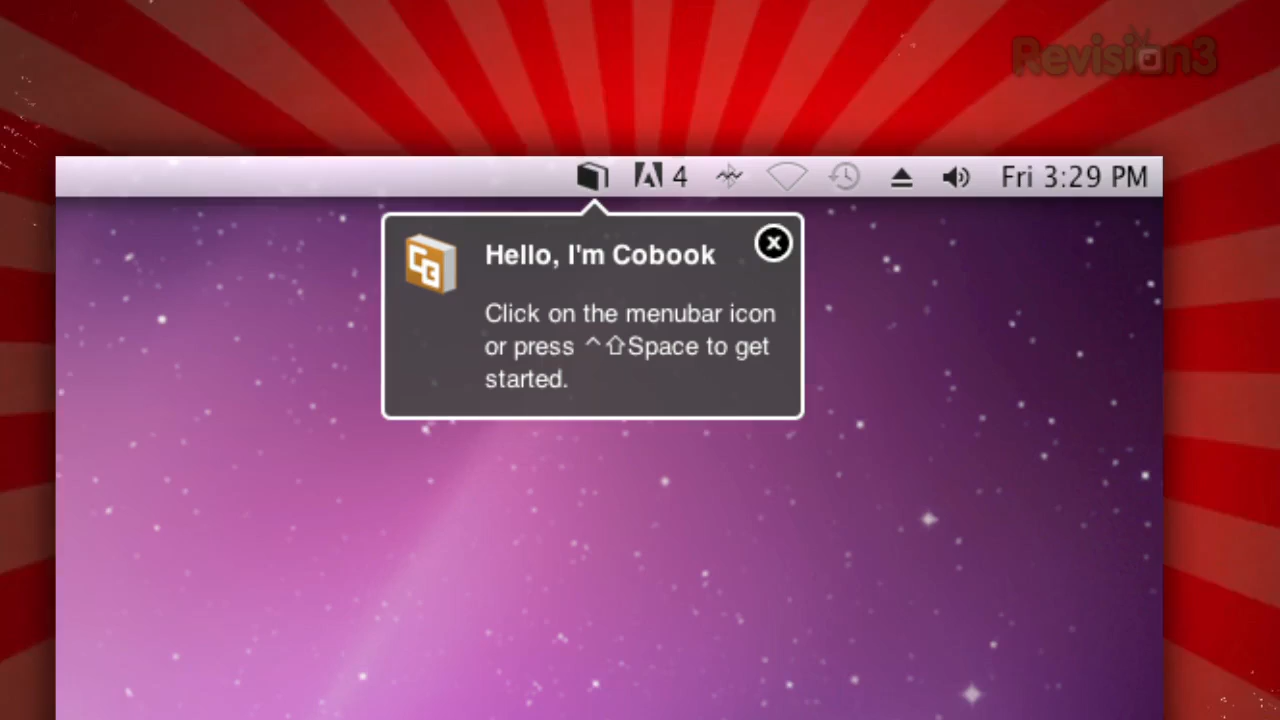 Revision3
4
Fri 3:29 PM
Hello, I'm Cobook
Click on the menubar icon
or press ^⇧Space to get
started.
CB